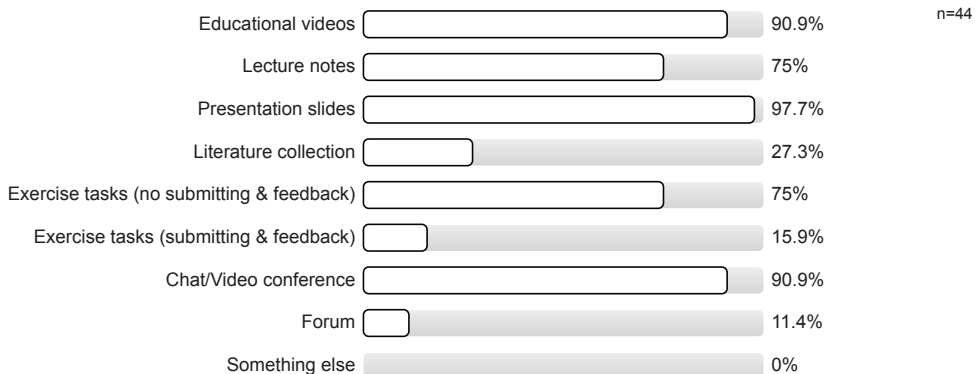 Educational videos 90.9% n=44
Lecture notes 75%
Presentation slides 97.7%
Literature collection 27.3%
Exercise tasks (no submitting & feedback) 75%
Exercise tasks (submitting & feedback) 15.9%
Chat/Video conference 90.9%
Forum 11.4%
Something else 0%